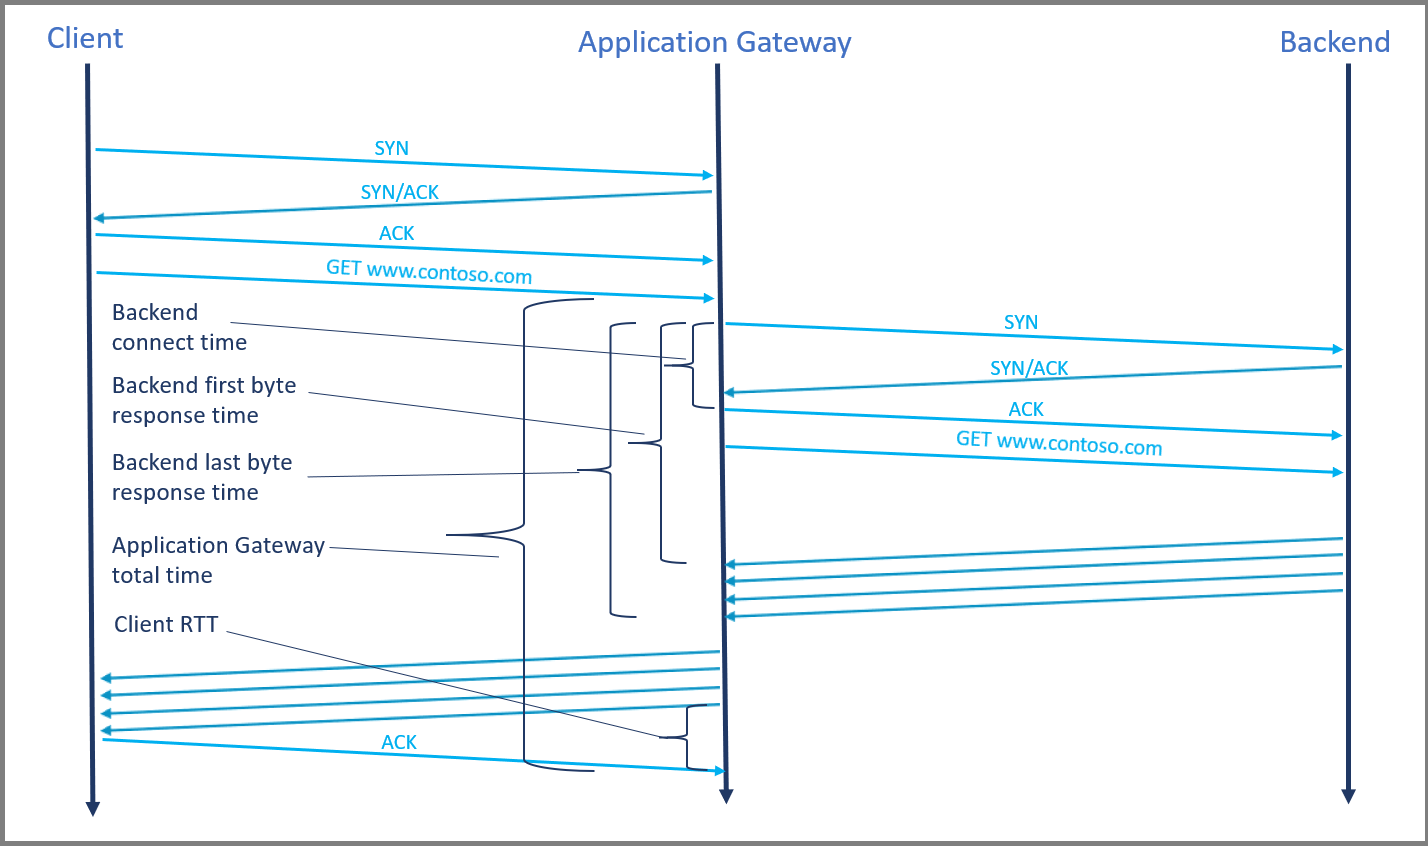 Client
Application Gateway
Backend
SYN
SYN/ACK
ACK
GET www.contoso.com
Backend
connect time
SYN
SYN/ACK
Backend first byte
response time
ACK
GET www.contoso.com
Backend last byte
response time
Application Gateway
total time
Client RTT
ACK